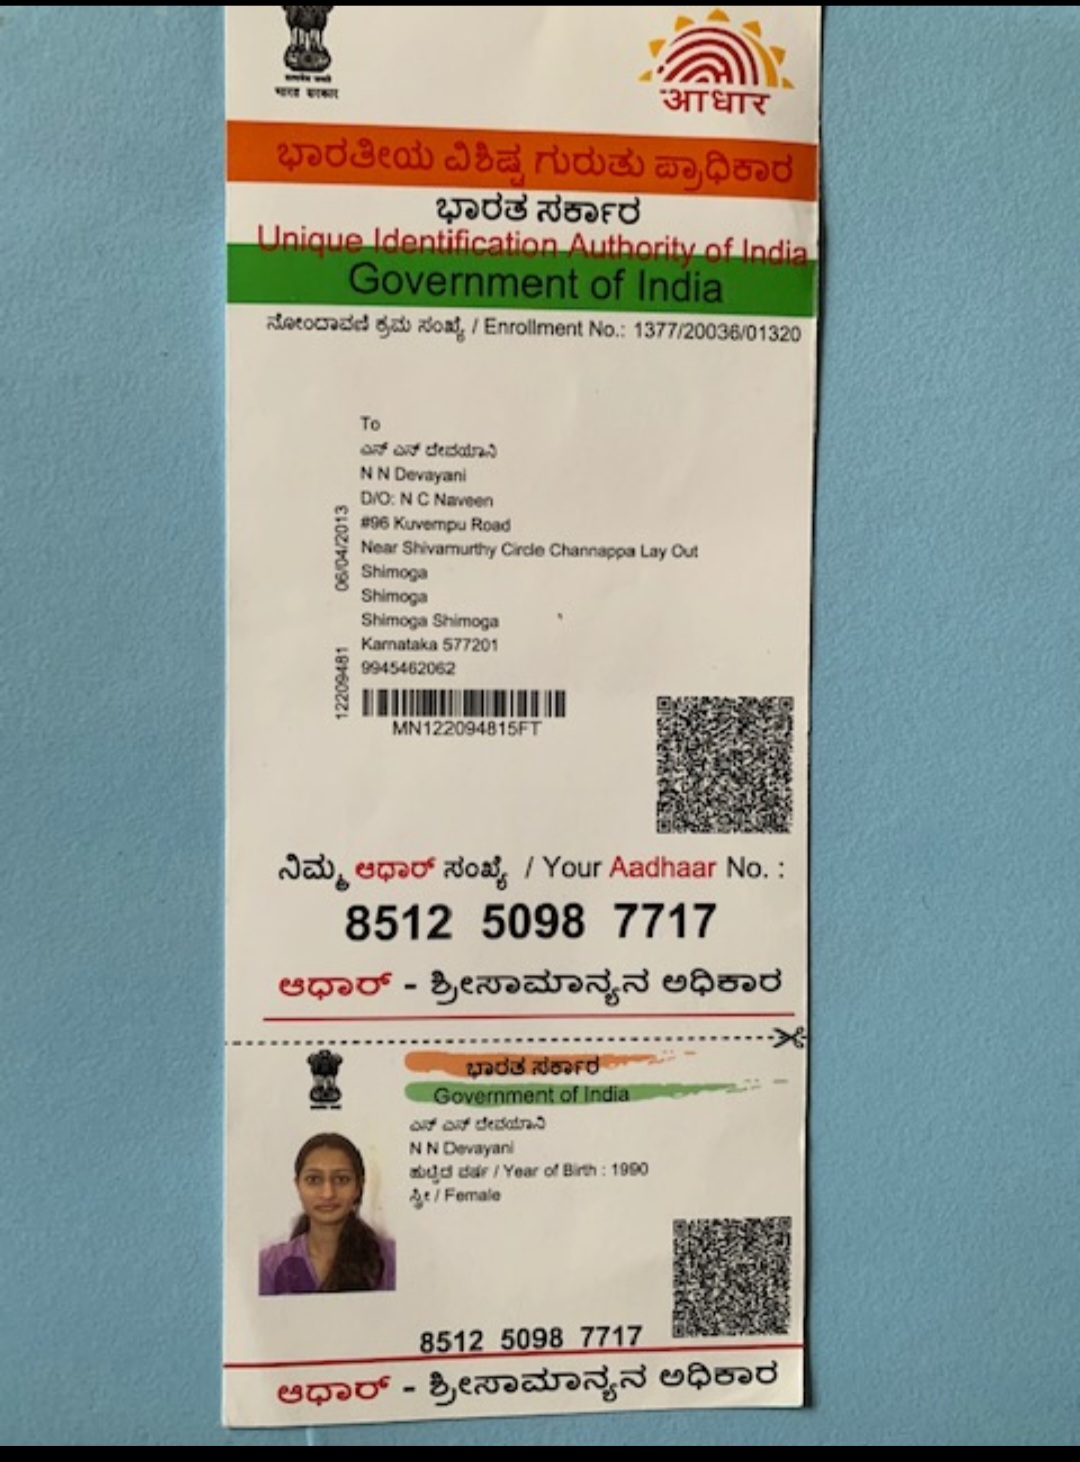 भारत सरकार
आधार
ಭಾರತೀಯ ವಿಶಿಷ್ಟ ಗುರುತು ಪ್ರಾಧಿಕಾರ
ಭಾರತ ಸರ್ಕಾರ
Unique Identification Authority of India
Government of India
ನೋಂದಾವಣಿ ಕ್ರಮ ಸಂಖ್ಯೆ / Enrollment No.: 1377/20036/01320
To
ಎನ್ ಎನ್ ದೇವಯಾನಿ
N N Devayani
D/O: N C Naveen
#96 Kuvempu Road
Near Shivamurthy Circle Channappa Lay Out
Shimoga
Shimoga
Shimoga Shimoga
Karnataka 577201
9945462062
06/04/2013
12209481
MN122094815FT
ನಿಮ್ಮ ಆಧಾರ್ ಸಂಖ್ಯೆ / Your Aadhaar No. :
8512 5098 7717
ಆಧಾರ್ - ಶ್ರೀಸಾಮಾನ್ಯನ ಅಧಿಕಾರ
ಭಾರತ ಸರ್ಕಾರ
Government of India
ಎನ್ ಎನ್ ದೇವಯಾನಿ
N N Devayani
ಹುಟ್ಟಿದ ವರ್ಷ / Year of Birth : 1990
ಸ್ತ್ರೀ / Female
8512 5098 7717
ಆಧಾರ್ - ಶ್ರೀಸಾಮಾನ್ಯನ ಅಧಿಕಾರ